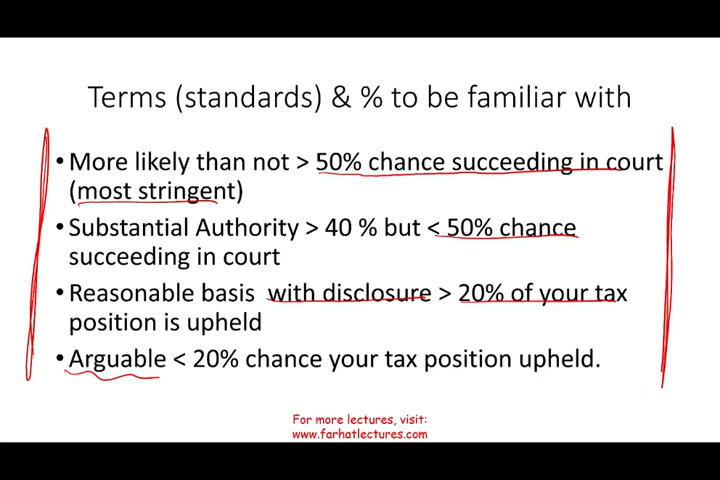 Terms (standards) & % to be familiar with
• More likely than not > 50% chance succeeding in court
(most stringent)
• Substantial Authority > 40 % but < 50% chance
succeeding in court
• Reasonable basis with disclosure > 20% of your tax
position is upheld
• Arguable < 20% chance your tax position upheld.
For more lectures, visit:
www.farhatlectures.com